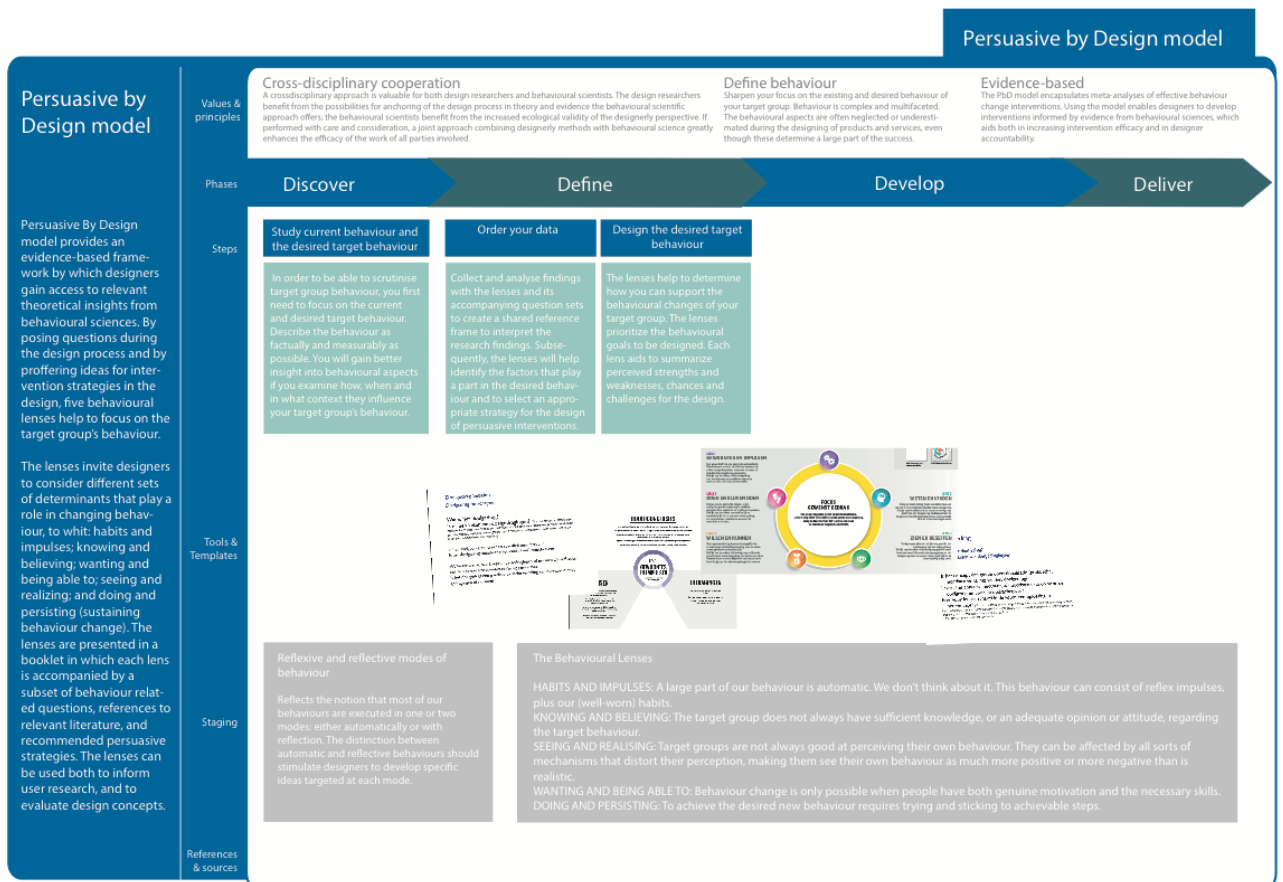 Persuasive by Design model
Persuasive by
Design model
Persuasive By Design
model provides an
evidence-based frame-
work by which designers
gain access to relevant
theoretical insights from
behavioural sciences. By
posing questions during
the design process and by
proffering ideas for inter-
vention strategies in the
design, five behavioural
lenses help to focus on the
target group's behaviour.
The lenses invite designers
to consider different sets
of determinants that play a
role in changing behav-
iour, to whit: habits and
impulses; knowing and
believing; wanting and
being able to; seeing and
realizing; and doing and
persisting (sustaining
behaviour change). The
lenses are presented in a
booklet in which each lens
is accompanied by a
subset of behaviour relat-
ed questions, references to
relevant literature, and
recommended persuasive
strategies. The lenses can
be used both to inform
user research, and to
evaluate design concepts.
Values &
principles
Cross-disciplinary cooperation
A crossdisciplinary approach is valuable for both design researchers and behavioural scientists. The design researchers
benefit from the possibilities for anchoring of the design process in theory and evidence the behavioural scientific
approach offers; the behavioural scientists benefit from the increased ecological validity of the designerly perspective. If
performed with care and consideration, a joint approach combining designerly methods with behavioural science greatly
enhances the efficacy of the work of all parties involved.
Define behaviour
Sharpen your focus on the existing and desired behaviour of
your target group. Behaviour is complex and multifaceted.
The behavioural aspects are often neglected or underesti-
mated during the designing of products and services, even
though these determine a large part of the success.
Evidence-based
The PbD model encapsulates meta-analyses of effective behaviour
change interventions. Using the model enables designers to develop
interventions informed by evidence from behavioural sciences, which
aids both in increasing intervention efficacy and in designer
accountability.
Phases
Discover
Define
Develop
Deliver
Steps
Study current behaviour and
the desired target behaviour
In order to be able to scrutinise
target group behaviour, you first
need to focus on the current
and desired target behaviour.
Describe the behaviour as
factually and measurably as
possible. You will gain better
insight into behavioural aspects
if you examine how, when and
in what context they influence
your target group's behaviour.
Order your data
Collect and analyse findings
with the lenses and its
accompanying question sets
to create a shared reference
frame to interpret the
research findings. Subse-
quently, the lenses will help
identify the factors that play
a part in the desired behav-
iour and to select an appro-
priate strategy for the design
of persuasive interventions.
Design the desired target
behaviour
The lenses help to determine
how you can support the
behavioural changes of your
target group. The lenses
prioritize the behavioural
goals to be designed. Each
lens aids to summarize
perceived strengths and
weaknesses, chances and
challenges for the design.
Tools &
Templates
FOCUS
Staging
Reflexive and reflective modes of
behaviour
Reflects the notion that most of our
behaviours are executed in one or two
modes: either automatically or with
reflection. The distinction between
automatic and reflective behaviours should
stimulate designers to develop specific
ideas targeted at each mode.
The Behavioural Lenses
HABITS AND IMPULSES: A large part of our behaviour is automatic. We don't think about it. This behaviour can consist of reflex impulses,
plus our (well-worn) habits.
KNOWING AND BELIEVING: The target group does not always have sufficient knowledge, or an adequate opinion or attitude, regarding
the target behaviour.
SEEING AND REALISING: Target groups are not always good at perceiving their own behaviour. They can be affected by all sorts of
mechanisms that distort their perception, making them see their own behaviour as much more positive or more negative than is
realistic.
WANTING AND BEING ABLE TO: Behaviour change is only possible when people have both genuine motivation and the necessary skills.
DOING AND PERSISTING: To achieve the desired new behaviour requires trying and sticking to achievable steps.
References
& sources